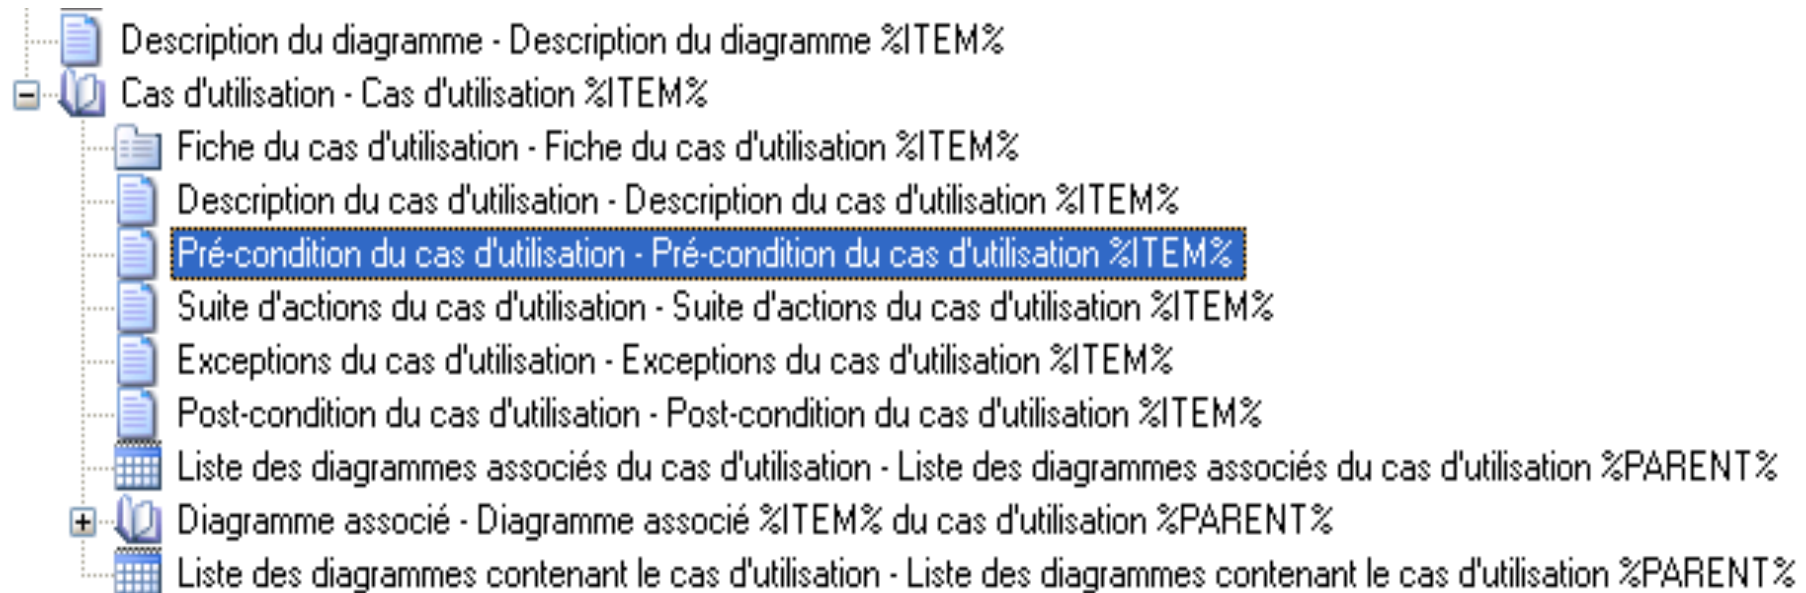 Description du diagramme - Description du diagramme %ITEM%
Cas d'utilisation - Cas d'utilisation %ITEM%
Fiche du cas d'utilisation - Fiche du cas d'utilisation %ITEM%
Description du cas d'utilisation - Description du cas d'utilisation %ITEM%
Pré-condition du cas d'utilisation - Pré-condition du cas d'utilisation %ITEM%
Suite d'actions du cas d'utilisation - Suite d'actions du cas d'utilisation %ITEM%
Exceptions du cas d'utilisation - Exceptions du cas d'utilisation %ITEM%
Post-condition du cas d'utilisation - Post-condition du cas d'utilisation %ITEM%
Liste des diagrammes associés du cas d'utilisation - Liste des diagrammes associés du cas d'utilisation %PARENT%
Diagramme associé - Diagramme associé %ITEM% du cas d'utilisation %PARENT%
Liste des diagrammes contenant le cas d'utilisation - Liste des diagrammes contenant le cas d'utilisation %PARENT%